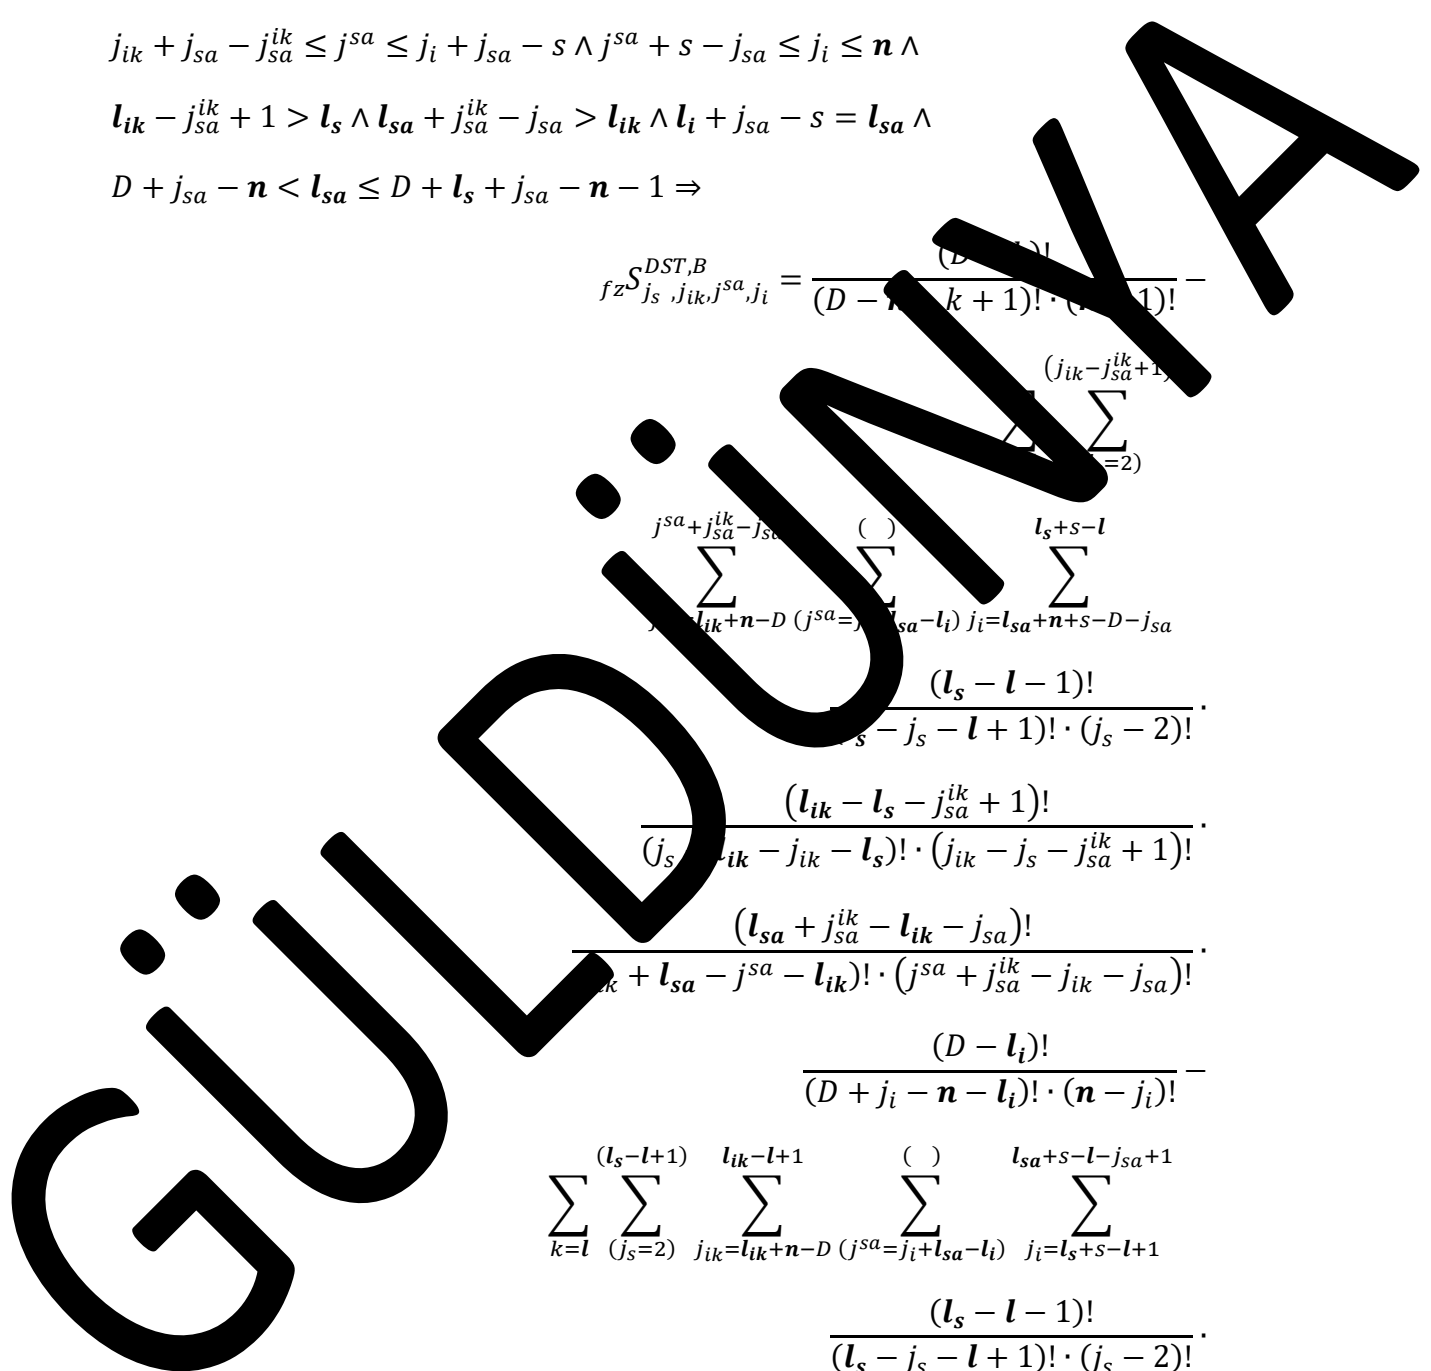 j_{ik} + j_{sa} − j_{sa}^{ik} ≤ j^{sa} ≤ j_i + j_{sa} − s ∧ j^{sa} + s − j_{sa} ≤ j_i ≤ n ∧
l_{ik} − j_{sa}^{ik} + 1 > l_s ∧ l_{sa} + j_{sa}^{ik} − j_{sa} > l_{ik} ∧ l_i + j_{sa} − s = l_{sa} ∧
D + j_{sa} − n < l_{sa} ≤ D + l_s + j_{sa} − n − 1 ⇒
(D )!
_{fz}S_{j_s ,j_{ik},j^{sa},j_i}^{DST,B} = −
(D − k + 1)! · ( 1)!
(j_{ik}−j_{sa}^{ik}+1
∑
=2)
j^{sa}+j_{sa}^{ik}−j_{sa} ( ) l_s+s−l
∑ ∑ ∑
l_{ik}+n−D (j^{sa}= l_{sa}−l_i) j_i=l_{sa}+n+s−D−j_{sa}
(l_s − l − 1)!
·
s − j_s − l + 1)! · (j_s − 2)!
(l_{ik} − l_s − j_{sa}^{ik} + 1)!
·
(j_s l_{ik} − j_{ik} − l_s)! · (j_{ik} − j_s − j_{sa}^{ik} + 1)!
(l_{sa} + j_{sa}^{ik} − l_{ik} − j_{sa})!
·
k + l_{sa} − j^{sa} − l_{ik})! · (j^{sa} + j_{sa}^{ik} − j_{ik} − j_{sa})!
(D − l_i)!
−
(D + j_i − n − l_i)! · (n − j_i)!
(l_s−l+1) l_{ik}−l+1 ( ) l_{sa}+s−l−j_{sa}+1
∑ ∑ ∑ ∑ ∑
k=l (j_s=2) j_{ik}=l_{ik}+n−D (j^{sa}=j_i+l_{sa}−l_i) j_i=l_s+s−l+1
(l_s − l − 1)!
·
(l_s − j_s − l + 1)! · (j_s − 2)!
GÜLDÜNYA